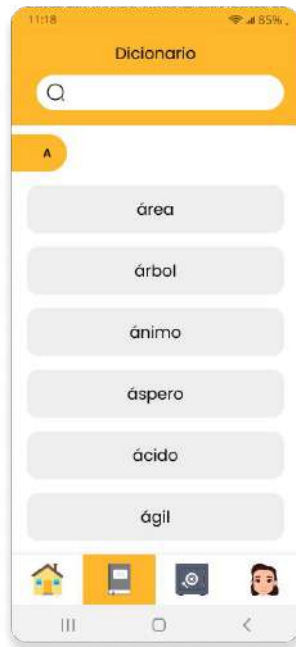 11:18 85%
Dicionario
A
área
árbol
ánimo
áspero
ácido
ágil